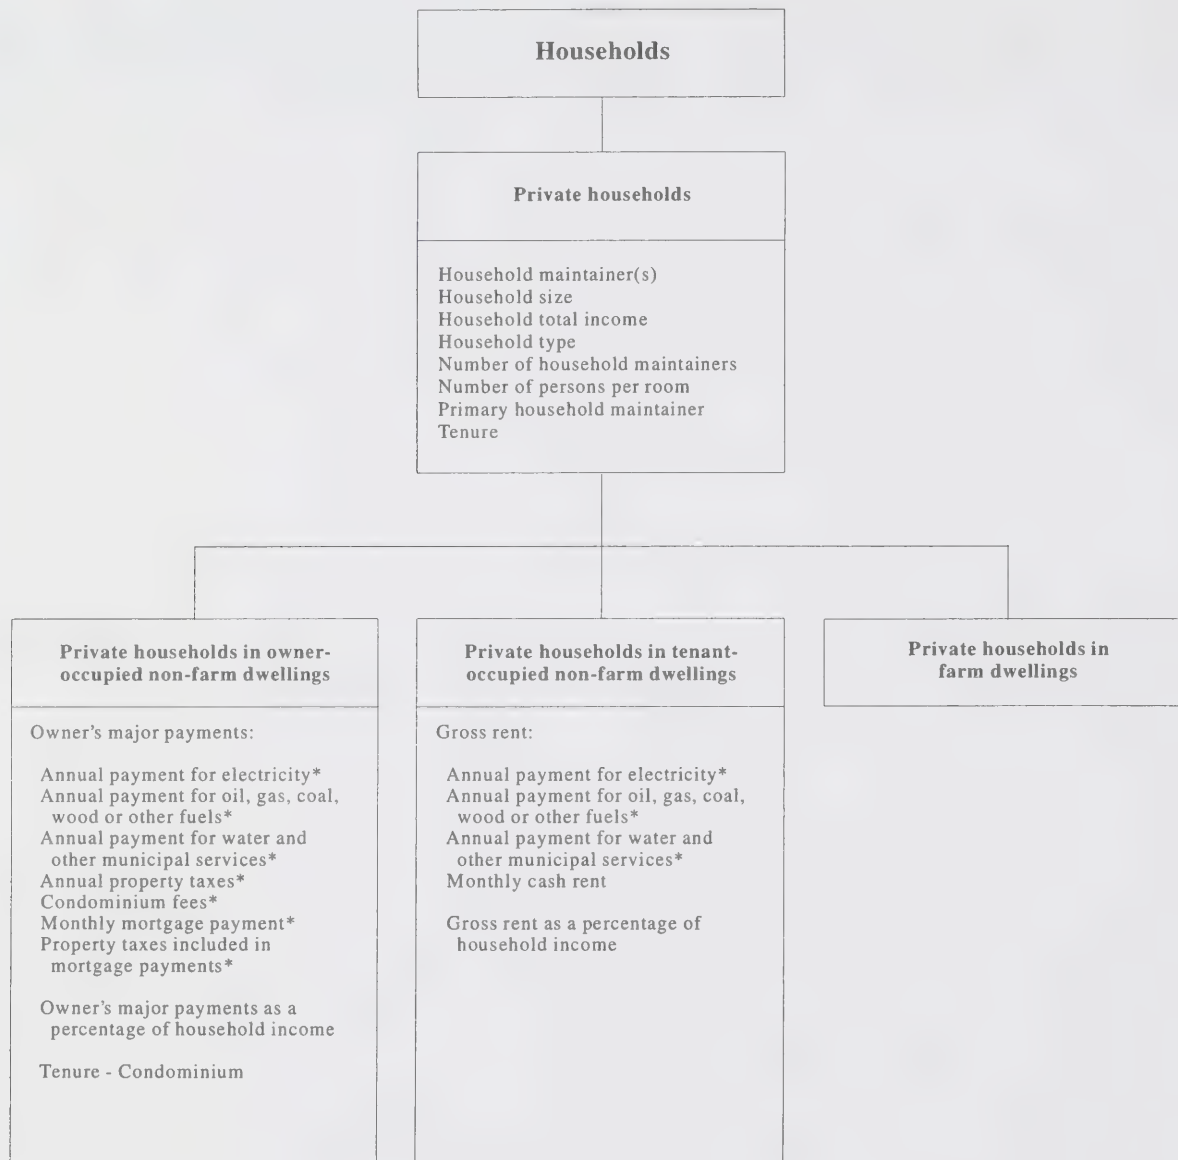 Households
Private households
Household maintainer(s)
Household size
Household total income
Household type
Number of household maintainers
Number of persons per room
Primary household maintainer
Tenure
Private households in owner-
occupied non-farm dwellings
Owner's major payments:
Annual payment for electricity*
Annual payment for oil, gas, coal,
wood or other fuels*
Annual payment for water and
other municipal services*
Annual property taxes*
Condominium fees*
Monthly mortgage payment*
Property taxes included in
mortgage payments*
Owner's major payments as a
percentage of household income
Tenure - Condominium
Private households in tenant-
occupied non-farm dwellings
Gross rent:
Annual payment for electricity*
Annual payment for oil, gas, coal,
wood or other fuels*
Annual payment for water and
other municipal services*
Monthly cash rent
Gross rent as a percentage of
household income
Private households in
farm dwellings